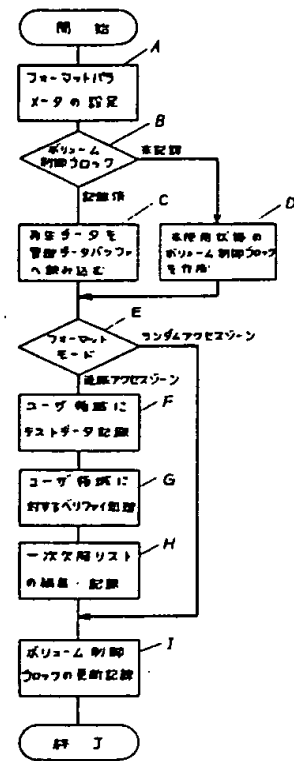 開始
A
フォーマットパラ
メータの設定
B
ボリューム
制御ブロック
未記録
記録済
C
再生データを
管理データバッファ
へ読み込む
D
未使用状態の
ボリューム制御ブロック
を作成
E
フォーマット
モード
ランダムアクセスゾーン
連続アクセスゾーン
F
ユーザ領域に
テストデータ記録
G
ユーザ領域に
対するベリファイ処理
H
一次欠陥リスト
の編集・記録
I
ボリューム制御
ブロックの更新記録
終了